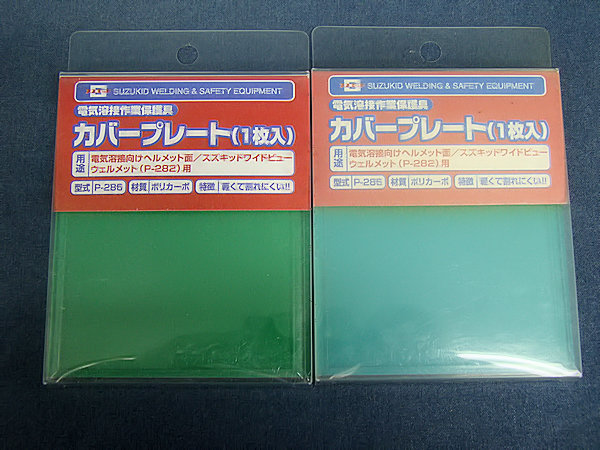 SUZUKID WELDING & SAFETY EQUIPMENT
電気溶接作業保護具
カバープレート(1枚入)
用途 電気溶接向けヘルメット面/スズキッドワイドビュー
ウェルメット(P-282)用
型式 P-285 材質 ポリカーボ 特徴 軽くて割れにくい!!
SUZUKID WELDING & SAFETY EQUIPMENT
電気溶接作業保護具
カバープレート(1枚入)
用途 電気溶接向けヘルメット面/スズキッドワイドビュー
ウェルメット(P-282)用
型式 P-285 材質 ポリカーボ 特徴 軽くて割れにくい!!